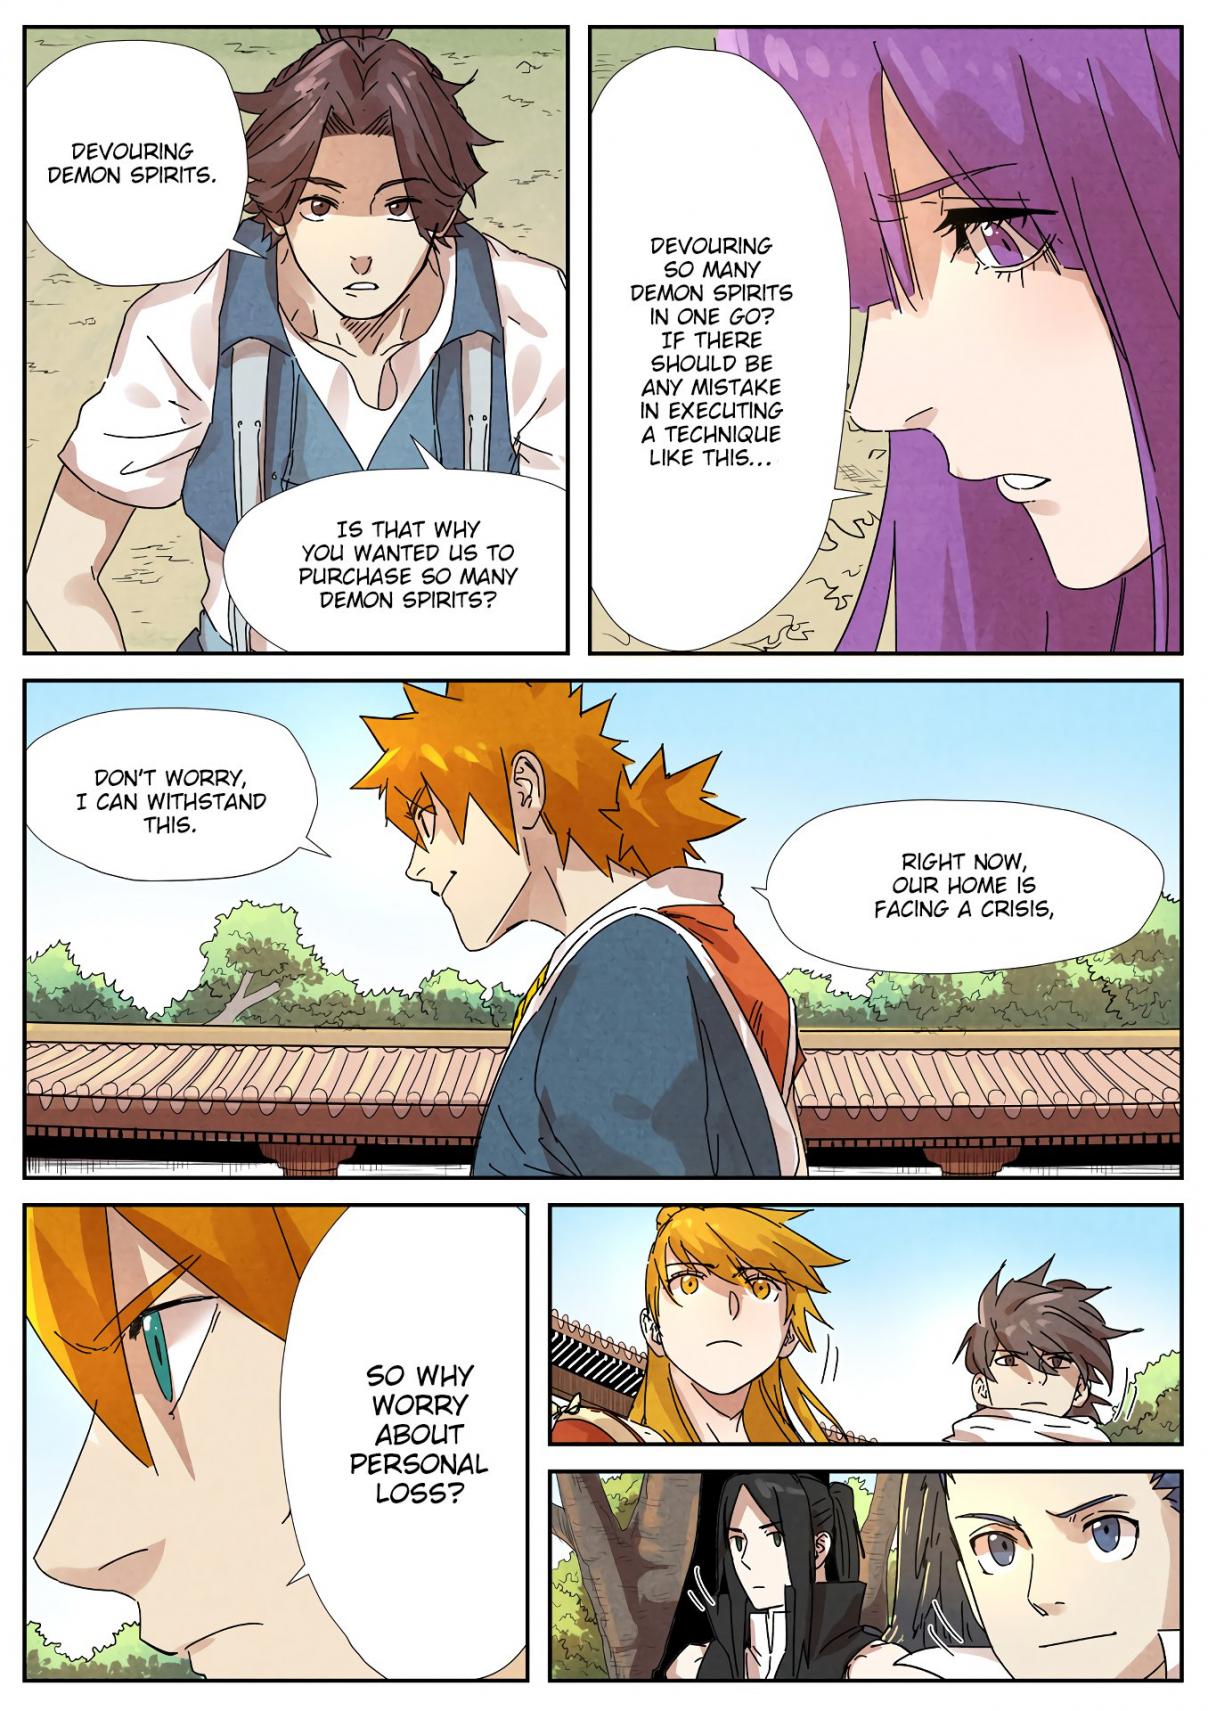 DEVOURING
DEMON SPIRITS.
IS THAT WHY
YOU WANTED US TO
PURCHASE SO MANY
DEMON SPIRITS?
DEVOURING
SO MANY
DEMON SPIRITS
IN ONE GO?
IF THERE
SHOULD BE
ANY MISTAKE
IN EXECUTING
A TECHNIQUE
LIKE THIS...
DON'T WORRY,
I CAN WITHSTAND
THIS.
RIGHT NOW,
OUR HOME IS
FACING A CRISIS,
SO WHY
WORRY
ABOUT
PERSONAL
LOSS?